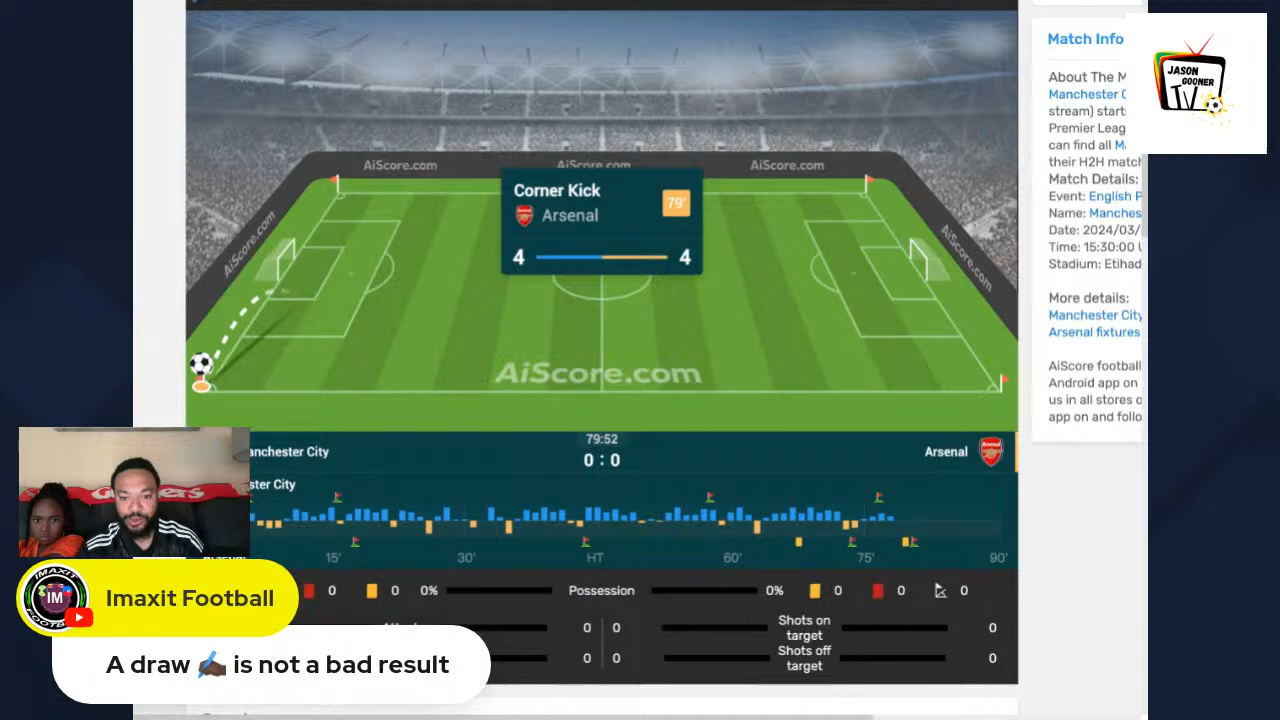 Match Info
JASON
GOONER
TV
About The M
Manchester C
stream) start
Premier Leag
can find all M
their H2H match
Match Details:
Event: English P
Name: Manches
Date: 2024/03/
Time: 15:30:00 U
Stadium: Etihad
More details:
Manchester City
Arsenal fixtures
AiScore football
Android app on
us in all stores o
app on and follo
AiScore.com
AiScore.com
AiScore.com
AiScore.com
AiScore.com
Corner Kick
79'
Arsenal
4 4
AiScore.com
79:52
anchester City 0 : 0 Arsenal
ster City
15' 30' HT 60' 75' 90'
0 0 0% Possession 0% 0 0 0
0 0 Shots on target 0
0 0 Shots off target 0
IMAXIT
IM
FOOTBALL
Imaxit Football
A draw ✍🏿 is not a bad result